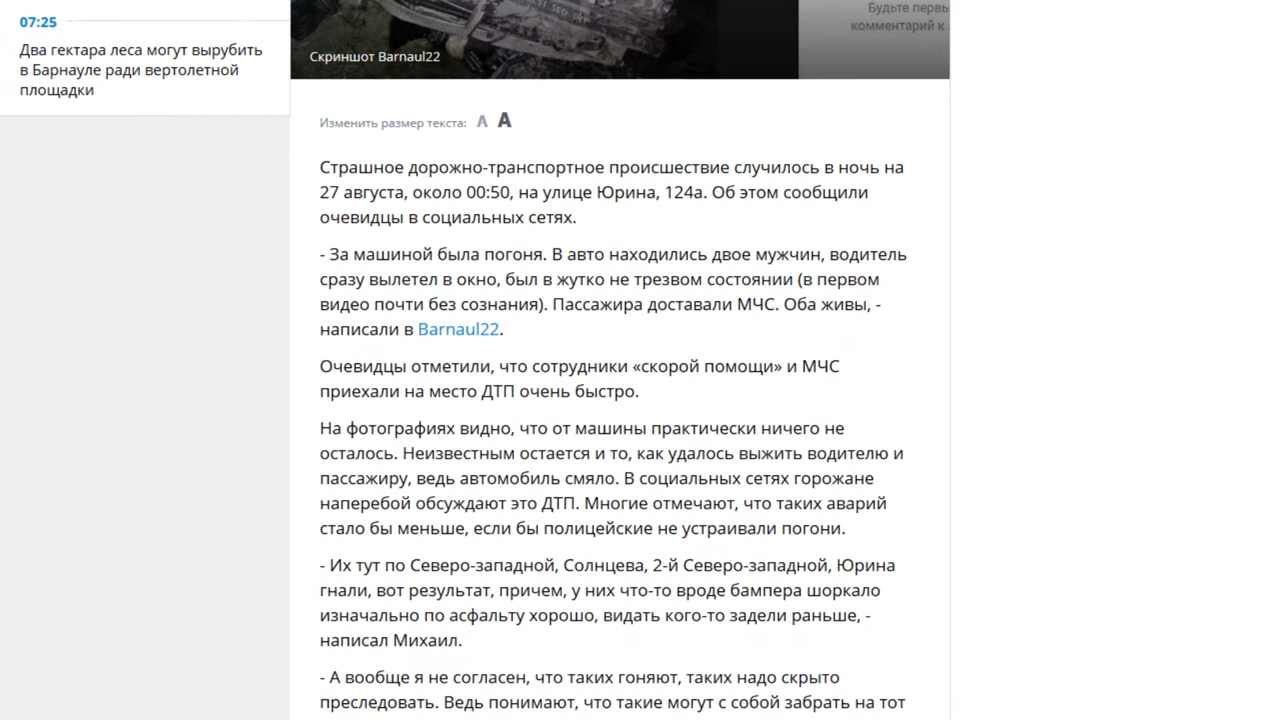 07:25
Два гектара леса могут вырубить
в Барнауле ради вертолетной
площадки
Будьте первы
комментарий к
Скриншот Barnaul22
Изменить размер текста: A A
Страшное дорожно-транспортное происшествие случилось в ночь на
27 августа, около 00:50, на улице Юрина, 124а. Об этом сообщили
очевидцы в социальных сетях.
- За машиной была погоня. В авто находились двое мужчин, водитель
сразу вылетел в окно, был в жутко не трезвом состоянии (в первом
видео почти без сознания). Пассажира доставали МЧС. Оба живы, -
написали в Barnaul22.
Очевидцы отметили, что сотрудники «скорой помощи» и МЧС
приехали на место ДТП очень быстро.
На фотографиях видно, что от машины практически ничего не
осталось. Неизвестным остается и то, как удалось выжить водителю и
пассажиру, ведь автомобиль смяло. В социальных сетях горожане
наперебой обсуждают это ДТП. Многие отмечают, что таких аварий
стало бы меньше, если бы полицейские не устраивали погони.
- Их тут по Северо-западной, Солнцева, 2-й Северо-западной, Юрина
гнали, вот результат, причем, у них что-то вроде бампера шоркало
изначально по асфальту хорошо, видать кого-то задели раньше, -
написал Михаил.
- А вообще я не согласен, что таких гоняют, таких надо скрыто
преследовать. Ведь понимают, что такие могут с собой забрать на тот